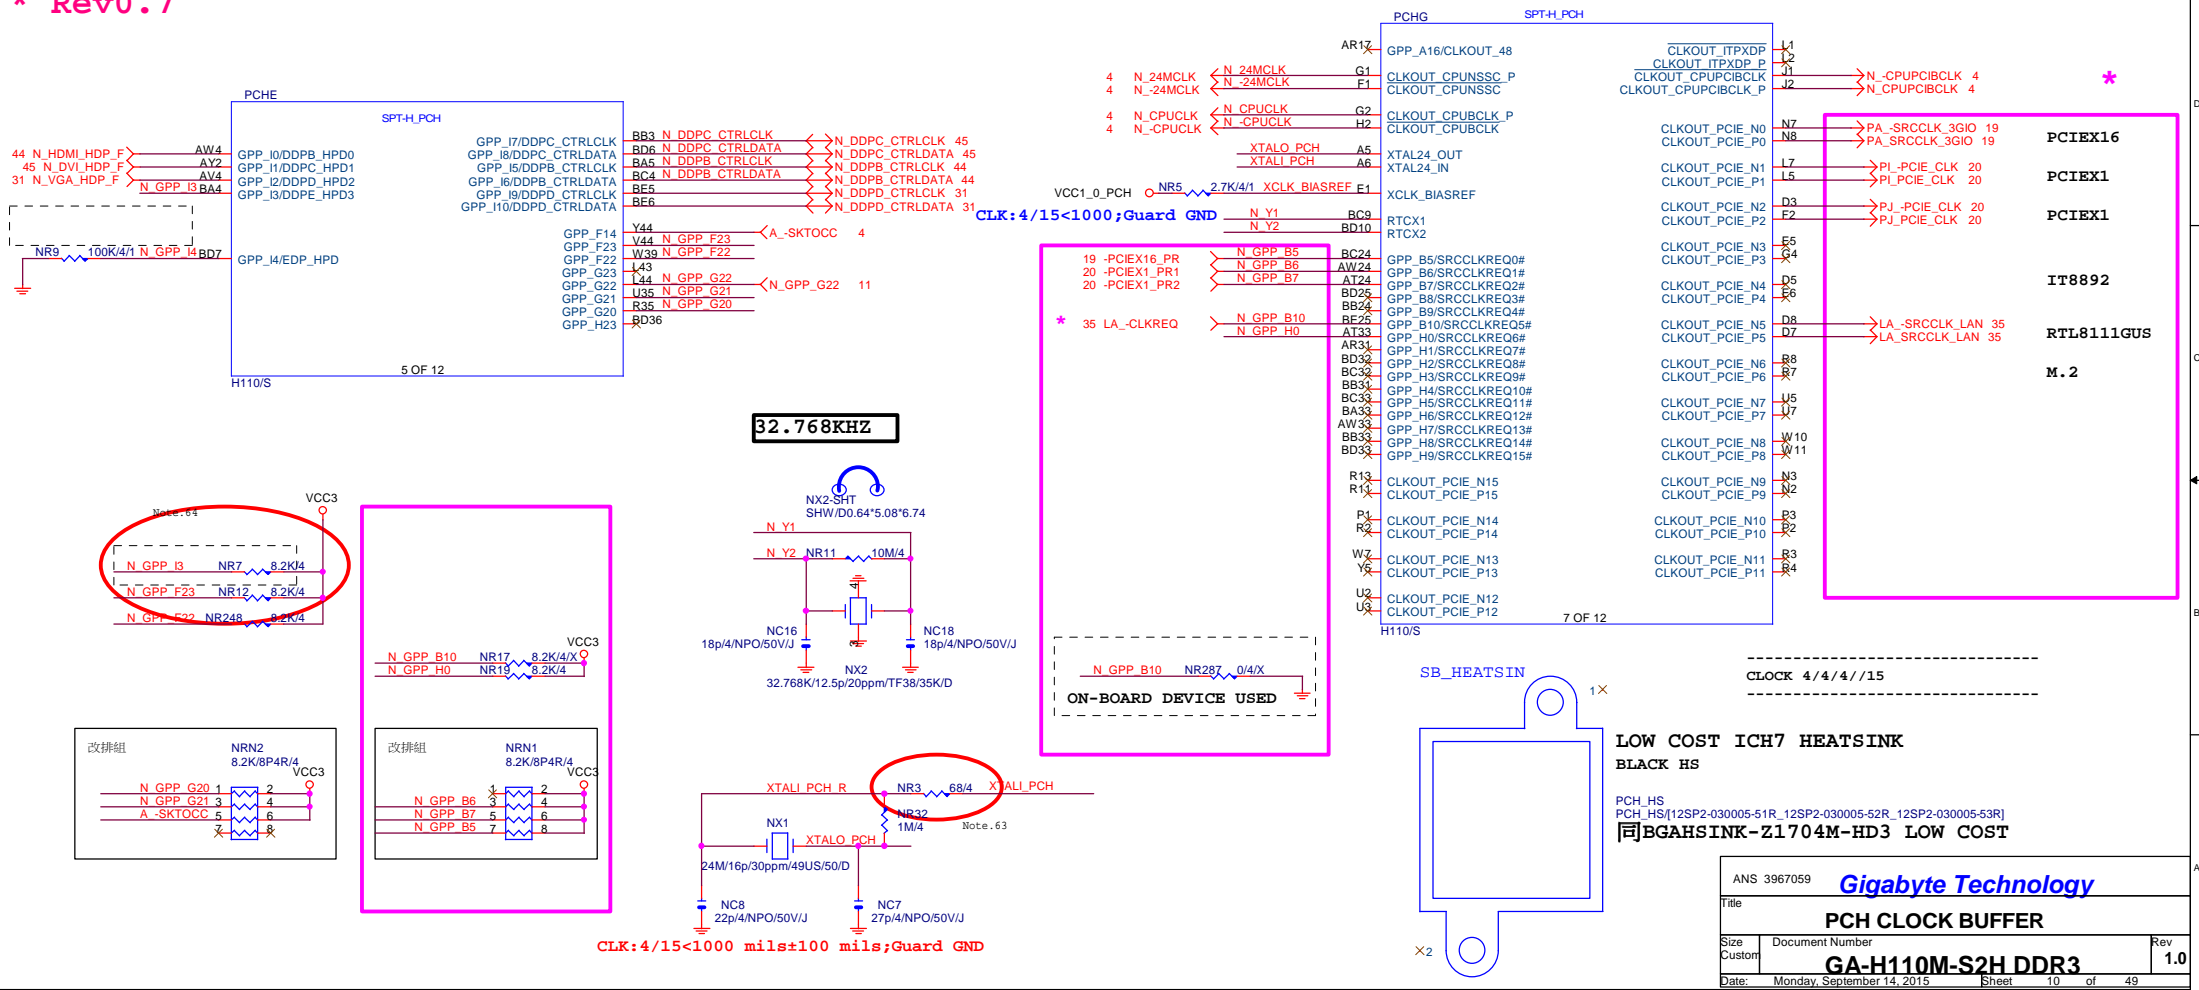 * Rev0.7
PCHE
SPT-H_PCH
44 N_HDMI_HDP_F
45 N_DVI_HDP_F
31 N_VGA_HDP_F
N_GPP_I3
AW4
AY2
AV4
BA4
GPP_I0/DDPB_HPD0
GPP_I1/DDPC_HPD1
GPP_I2/DDPD_HPD2
GPP_I3/DDPE_HPD3
NR9 100K/4/1 N_GPP_I4 BD7 GPP_I4/EDP_HPD
GPP_I7/DDPC_CTRLCLK BB3 N_DDPC_CTRLCLK N_DDPC_CTRLCLK 45
GPP_I8/DDPC_CTRLDATA BD6 N_DDPC_CTRLDATA N_DDPC_CTRLDATA 45
GPP_I5/DDPB_CTRLCLK BA5 N_DDPB_CTRLCLK N_DDPB_CTRLCLK 44
GPP_I6/DDPB_CTRLDATA BC4 N_DDPB_CTRLDATA N_DDPB_CTRLDATA 44
GPP_I9/DDPD_CTRLCLK BE5 N_DDPD_CTRLCLK 31
GPP_I10/DDPD_CTRLDATA BE6 N_DDPD_CTRLDATA 31
GPP_F14 Y44 A_-SKTOCC 4
GPP_F23 V44 N_GPP_F23
GPP_F22 W39 N_GPP_F22
GPP_G23 L43
GPP_G22 L44 N_GPP_G22 N_GPP_G22 11
GPP_G21 U35 N_GPP_G21
GPP_G20 R35 N_GPP_G20
GPP_H23 BD36
5 OF 12
H110/S
PCHG
SPT-H_PCH
AR17 GPP_A16/CLKOUT_48
4 N_24MCLK N_24MCLK G1 CLKOUT_CPUNSSC_P
4 N_-24MCLK N_-24MCLK F1 CLKOUT_CPUNSSC
4 N_CPUCLK N_CPUCLK G2 CLKOUT_CPUBCLK_P
4 N_-CPUCLK N_-CPUCLK H2 CLKOUT_CPUBCLK
XTALO_PCH A5 XTAL24_OUT
XTALI_PCH A6 XTAL24_IN
VCC1_0_PCH NR5 2.7K/4/1 XCLK_BIASREF E1 XCLK_BIASREF
CLK:4/15<1000;Guard GND
N_Y1 BC9 RTCX1
N_Y2 BD10 RTCX2
19 -PCIEX16_PR N_GPP_B5 BC24 GPP_B5/SRCCLKREQ0#
20 -PCIEX1_PR1 N_GPP_B6 AW24 GPP_B6/SRCCLKREQ1#
20 -PCIEX1_PR2 N_GPP_B7 AT24 GPP_B7/SRCCLKREQ2#
BD25 GPP_B8/SRCCLKREQ3#
BB24 GPP_B9/SRCCLKREQ4#
* 35 LA_-CLKREQ N_GPP_B10 BE25 GPP_B10/SRCCLKREQ5#
N_GPP_H0 AT33 GPP_H0/SRCCLKREQ6#
AR31 GPP_H1/SRCCLKREQ7#
BD32 GPP_H2/SRCCLKREQ8#
BC32 GPP_H3/SRCCLKREQ9#
BB31 GPP_H4/SRCCLKREQ10#
BC33 GPP_H5/SRCCLKREQ11#
BA33 GPP_H6/SRCCLKREQ12#
AW33 GPP_H7/SRCCLKREQ13#
BB33 GPP_H8/SRCCLKREQ14#
BD33 GPP_H9/SRCCLKREQ15#
R13 CLKOUT_PCIE_N15
R11 CLKOUT_PCIE_P15
P1 CLKOUT_PCIE_N14
R2 CLKOUT_PCIE_P14
W7 CLKOUT_PCIE_N13
Y5 CLKOUT_PCIE_P13
U2 CLKOUT_PCIE_N12
U3 CLKOUT_PCIE_P12
CLKOUT_ITPXDP L1
CLKOUT_ITPXDP_P L2
CLKOUT_CPUPCIBCLK J1 N_-CPUPCIBCLK 4
CLKOUT_CPUPCIBCLK_P J2 N_CPUPCIBCLK 4
*
CLKOUT_PCIE_N0 N7 PA_-SRCCLK_3GIO 19
CLKOUT_PCIE_P0 N8 PA_SRCCLK_3GIO 19
PCIEX16
CLKOUT_PCIE_N1 L7 PI_-PCIE_CLK 20
CLKOUT_PCIE_P1 L5 PI_PCIE_CLK 20
PCIEX1
CLKOUT_PCIE_N2 D3 PJ_-PCIE_CLK 20
CLKOUT_PCIE_P2 F2 PJ_PCIE_CLK 20
PCIEX1
CLKOUT_PCIE_N3 E5
CLKOUT_PCIE_P3 G4
CLKOUT_PCIE_N4 D5
CLKOUT_PCIE_P4 E6
IT8892
CLKOUT_PCIE_N5 D8 LA_-SRCCLK_LAN 35
CLKOUT_PCIE_P5 D7 LA_SRCCLK_LAN 35
RTL8111GUS
CLKOUT_PCIE_N6 R8
CLKOUT_PCIE_P6 R7
M.2
CLKOUT_PCIE_N7 U5
CLKOUT_PCIE_P7 U7
CLKOUT_PCIE_N8 W10
CLKOUT_PCIE_P8 W11
CLKOUT_PCIE_N9 N3
CLKOUT_PCIE_P9 N2
CLKOUT_PCIE_N10 P3
CLKOUT_PCIE_P10 P2
CLKOUT_PCIE_N11 R3
CLKOUT_PCIE_P11 R4
7 OF 12
H110/S
D
C
B
A
32.768KHZ
NX2-SHT
SHW/D0.64*5.08*6.74
N_Y1
N_Y2 NR11 10M/4
4
3
NC16
18p/4/NPO/50V/J
NC18
18p/4/NPO/50V/J
NX2
32.768K/12.5p/20ppm/TF38/35K/D
Note.64
VCC3
N_GPP_I3 NR7 8.2K/4
N_GPP_F23 NR12 8.2K/4
N_GPP_F22 NR248 8.2K/4
VCC3
N_GPP_B10 NR17 8.2K/4/X
N_GPP_H0 NR19 8.2K/4
改排組
NRN2
8.2K/8P4R/4
VCC3
N_GPP_G20 1 2
N_GPP_G21 3 4
A_-SKTOCC 5 6
7 8
改排組
NRN1
8.2K/8P4R/4
VCC3
1 2
N_GPP_B6 3 4
N_GPP_B7 5 6
N_GPP_B5 7 8
N_GPP_B10 NR287 0/4/X
ON-BOARD DEVICE USED
XTALI_PCH_R NR3 68/4 XTALI_PCH
NR32
1M/4
Note.63
NX1
XTALO_PCH
24M/16p/30ppm/49US/50/D
NC8
22p/4/NPO/50V/J
NC7
27p/4/NPO/50V/J
CLK:4/15<1000 mils±100 mils;Guard GND
SB_HEATSIN
1
2
CLOCK 4/4/4//15
LOW COST ICH7 HEATSINK
BLACK HS
PCH_HS
PCH_HS/[12SP2-030005-51R_12SP2-030005-52R_12SP2-030005-53R]
同BGAHSINK-Z1704M-HD3 LOW COST
ANS 3967059
Gigabyte Technology
Title
PCH CLOCK BUFFER
Size
Custom
Document Number
GA-H110M-S2H DDR3
Rev
1.0
Date: Monday, September 14, 2015 Sheet 10 of 49